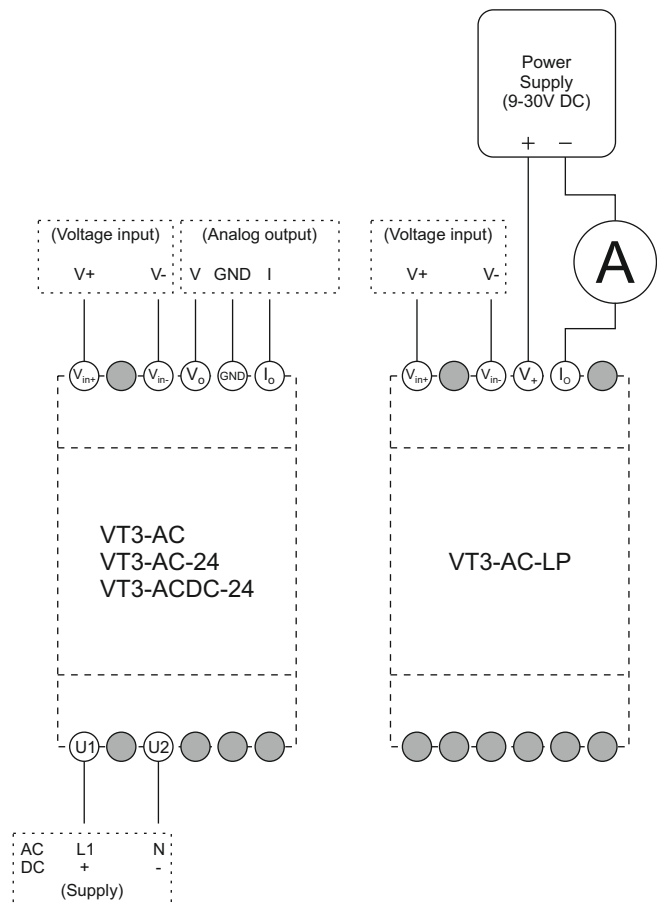 Power
Supply
(9-30V DC)
+ −
(Voltage input) (Analog output)
V+ V- V GND I
(Voltage input)
V+ V-
A
Vin+ Vin- Vo GND Io
Vin+ Vin- V+ IO
VT3-AC
VT3-AC-24
VT3-ACDC-24
VT3-AC-LP
U1 U2
AC L1 N
DC + -
(Supply)